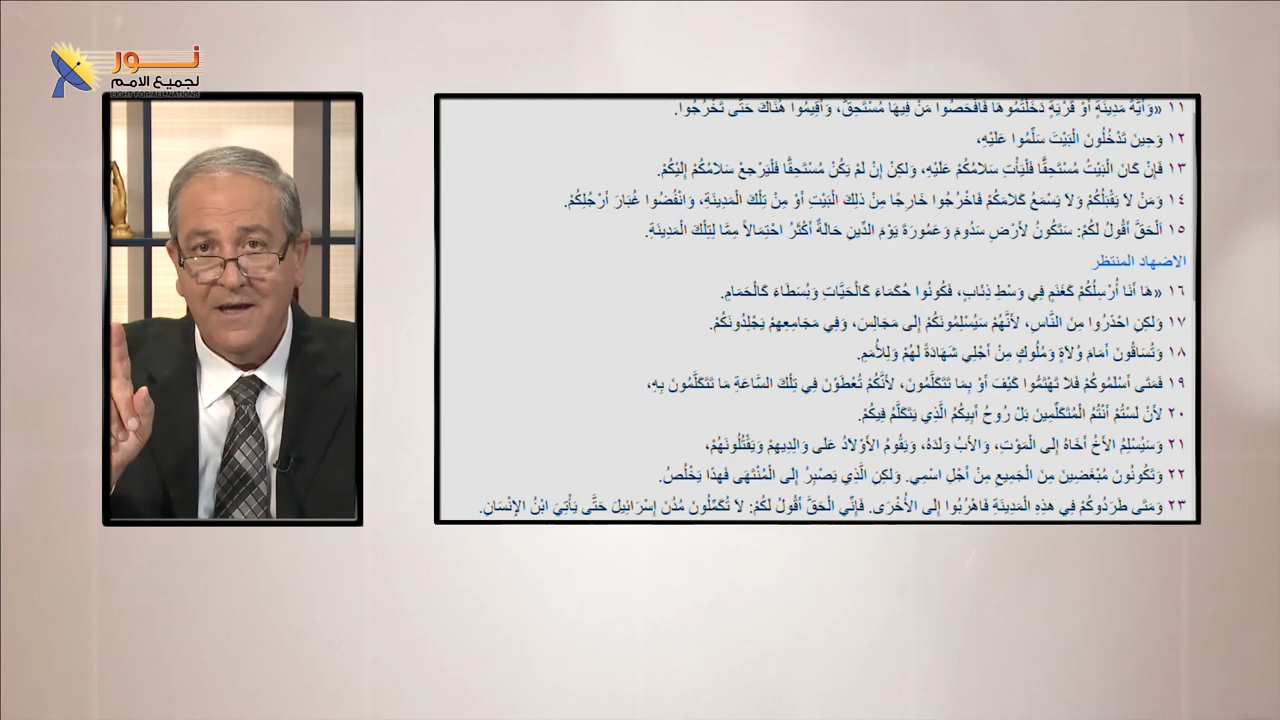 نور
لجميع الامم
LIGHT FOR ALL NATIONS
١١ «وَأَيَّةُ مَدِينَةٍ أَوْ قَرْيَةٍ دَخَلْتُمُوهَا فَافْحَصُوا مَنْ فِيهَا مُسْتَحِقٌّ، وَأَقِيمُوا هُنَاكَ حَتَّى تَخْرُجُوا.
١٢ وَحِينَ تَدْخُلُونَ الْبَيْتَ سَلِّمُوا عَلَيْهِ،
١٣ فَإِنْ كَانَ الْبَيْتُ مُسْتَحِقًّا فَلْيَأْتِ سَلاَمُكُمْ عَلَيْهِ، وَلكِنْ إِنْ لَمْ يَكُنْ مُسْتَحِقًّا فَلْيَرْجعْ سَلاَمُكُمْ إِلَيْكُمْ.
١٤ وَمَنْ لاَ يَقْبَلُكُمْ وَلاَ يَسْمَعُ كَلاَمَكُمْ فَاخْرُجُوا خَارِجًا مِنْ ذلِكَ الْبَيْتِ أَوْ مِنْ تِلْكَ الْمَدِينَةِ، وَانْفُضُوا غُبَارَ أَرْجُلِكُمْ.
١٥ اَلْحَقَّ أَقُولُ لَكُمْ: سَتَكُونُ لأَرْضِ سَدُومَ وَعَمُورَةَ يَوْمَ الدِّينِ حَالَةٌ أَكْثَرُ احْتِمَالاً مِمَّا لِتِلْكَ الْمَدِينَةِ.
الاضهاد المنتظر
١٦ «هَا أَنَا أُرْسِلُكُمْ كَغَنَمٍ فِي وَسْطِ ذِئَابٍ، فَكُونُوا حُكَمَاءَ كَالْحَيَّاتِ وَبُسَطَاءَ كَالْحَمَامِ.
١٧ وَلكِنِ احْذَرُوا مِنَ النَّاسِ، لأَنَّهُمْ سَيُسْلِمُونَكُمْ إِلَى مَجَالِسَ، وَفِي مَجَامِعِهِمْ يَجْلِدُونَكُمْ.
١٨ وَتُسَاقُونَ أَمَامَ وُلاَةٍ وَمُلُوكٍ مِنْ أَجْلِي شَهَادَةً لَهُمْ وَلِلأُمَمِ.
١٩ فَمَتَى أَسْلَمُوكُمْ فَلاَ تَهْتَمُّوا كَيْفَ أَوْ بِمَا تَتَكَلَّمُونَ، لأَنَّكُمْ تُعْطَوْنَ فِي تِلْكَ السَّاعَةِ مَا تَتَكَلَّمُونَ بِهِ،
٢٠ لأَنْ لَسْتُمْ أَنْتُمُ الْمُتَكَلِّمِينَ بَلْ رُوحُ أَبِيكُمُ الَّذِي يَتَكَلَّمُ فِيكُمْ.
٢١ وَسَيُسْلِمُ الأَخُ أَخَاهُ إِلَى الْمَوْتِ، وَالأَبُ وَلَدَهُ، وَيَقُومُ الأَوْلاَدُ عَلَى وَالِدِيهِمْ وَيَقْتُلُونَهُمْ،
٢٢ وَتَكُونُونَ مُبْغَضِينَ مِنَ الْجَمِيعِ مِنْ أَجْلِ اسْمِي. وَلكِنِ الَّذِي يَصْبِرُ إِلَى الْمُنْتَهَى فَهذَا يَخْلُصُ.
٢٣ وَمَتَى طَرَدُوكُمْ فِي هذِهِ الْمَدِينَةِ فَاهْرُبُوا إِلَى الأُخْرَى. فَإِنِّي الْحَقَّ أَقُولُ لَكُمْ: لاَ تُكَمِّلُونَ مُدُنَ إِسْرَائِيلَ حَتَّى يَأْتِيَ ابْنُ الإِنْسَانِ.